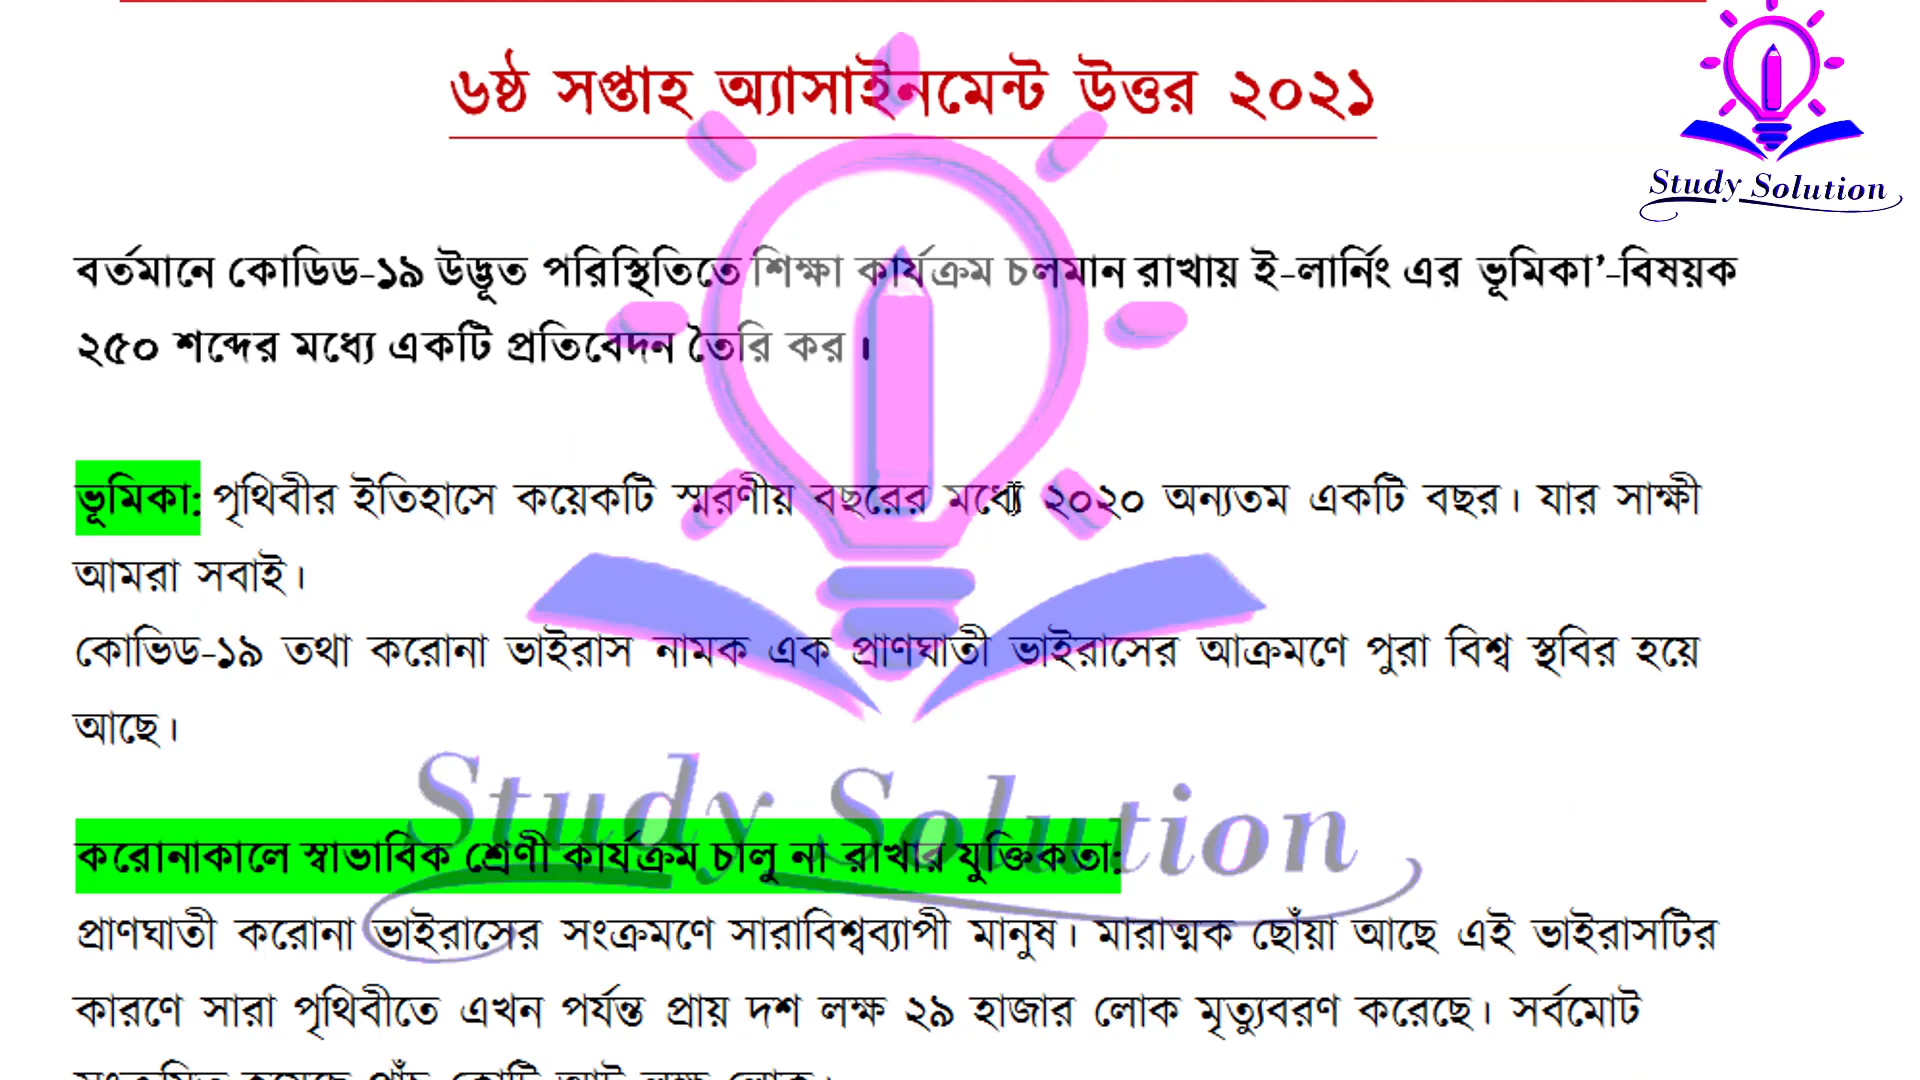 ৬ষ্ঠ সপ্তাহ অ্যাসাইনমেন্ট উত্তর ২০২১
Study Solution
বর্তমানে কোডিড-১৯ উদ্ভূত পরিস্থিতিতে শিক্ষা কার্যক্রম চলমান রাখায় ই-লার্নিং এর ভূমিকা’-বিষয়ক
২৫০ শব্দের মধ্যে একটি প্রতিবেদন তৈরি কর।
ভূমিকা: পৃথিবীর ইতিহাসে কয়েকটি স্মরণীয় বছরের মধ্যে ২০২০ অন্যতম একটি বছর। যার সাক্ষী
আমরা সবাই।
কোভিড-১৯ তথা করোনা ভাইরাস নামক এক প্রাণঘাতী ভাইরাসের আক্রমণে পুরা বিশ্ব স্থবির হয়ে
আছে।
Study Solution
করোনাকালে স্বাভাবিক শ্রেণী কার্যক্রম চালু না রাখার যুক্তিকতা:
প্রাণঘাতী করোনা ভাইরাসের সংক্রমণে সারাবিশ্বব্যাপী মানুষ। মারাত্মক ছোঁয়া আছে এই ভাইরাসটির
কারণে সারা পৃথিবীতে এখন পর্যন্ত প্রায় দশ লক্ষ ২৯ হাজার লোক মৃত্যুবরণ করেছে। সর্বমোট